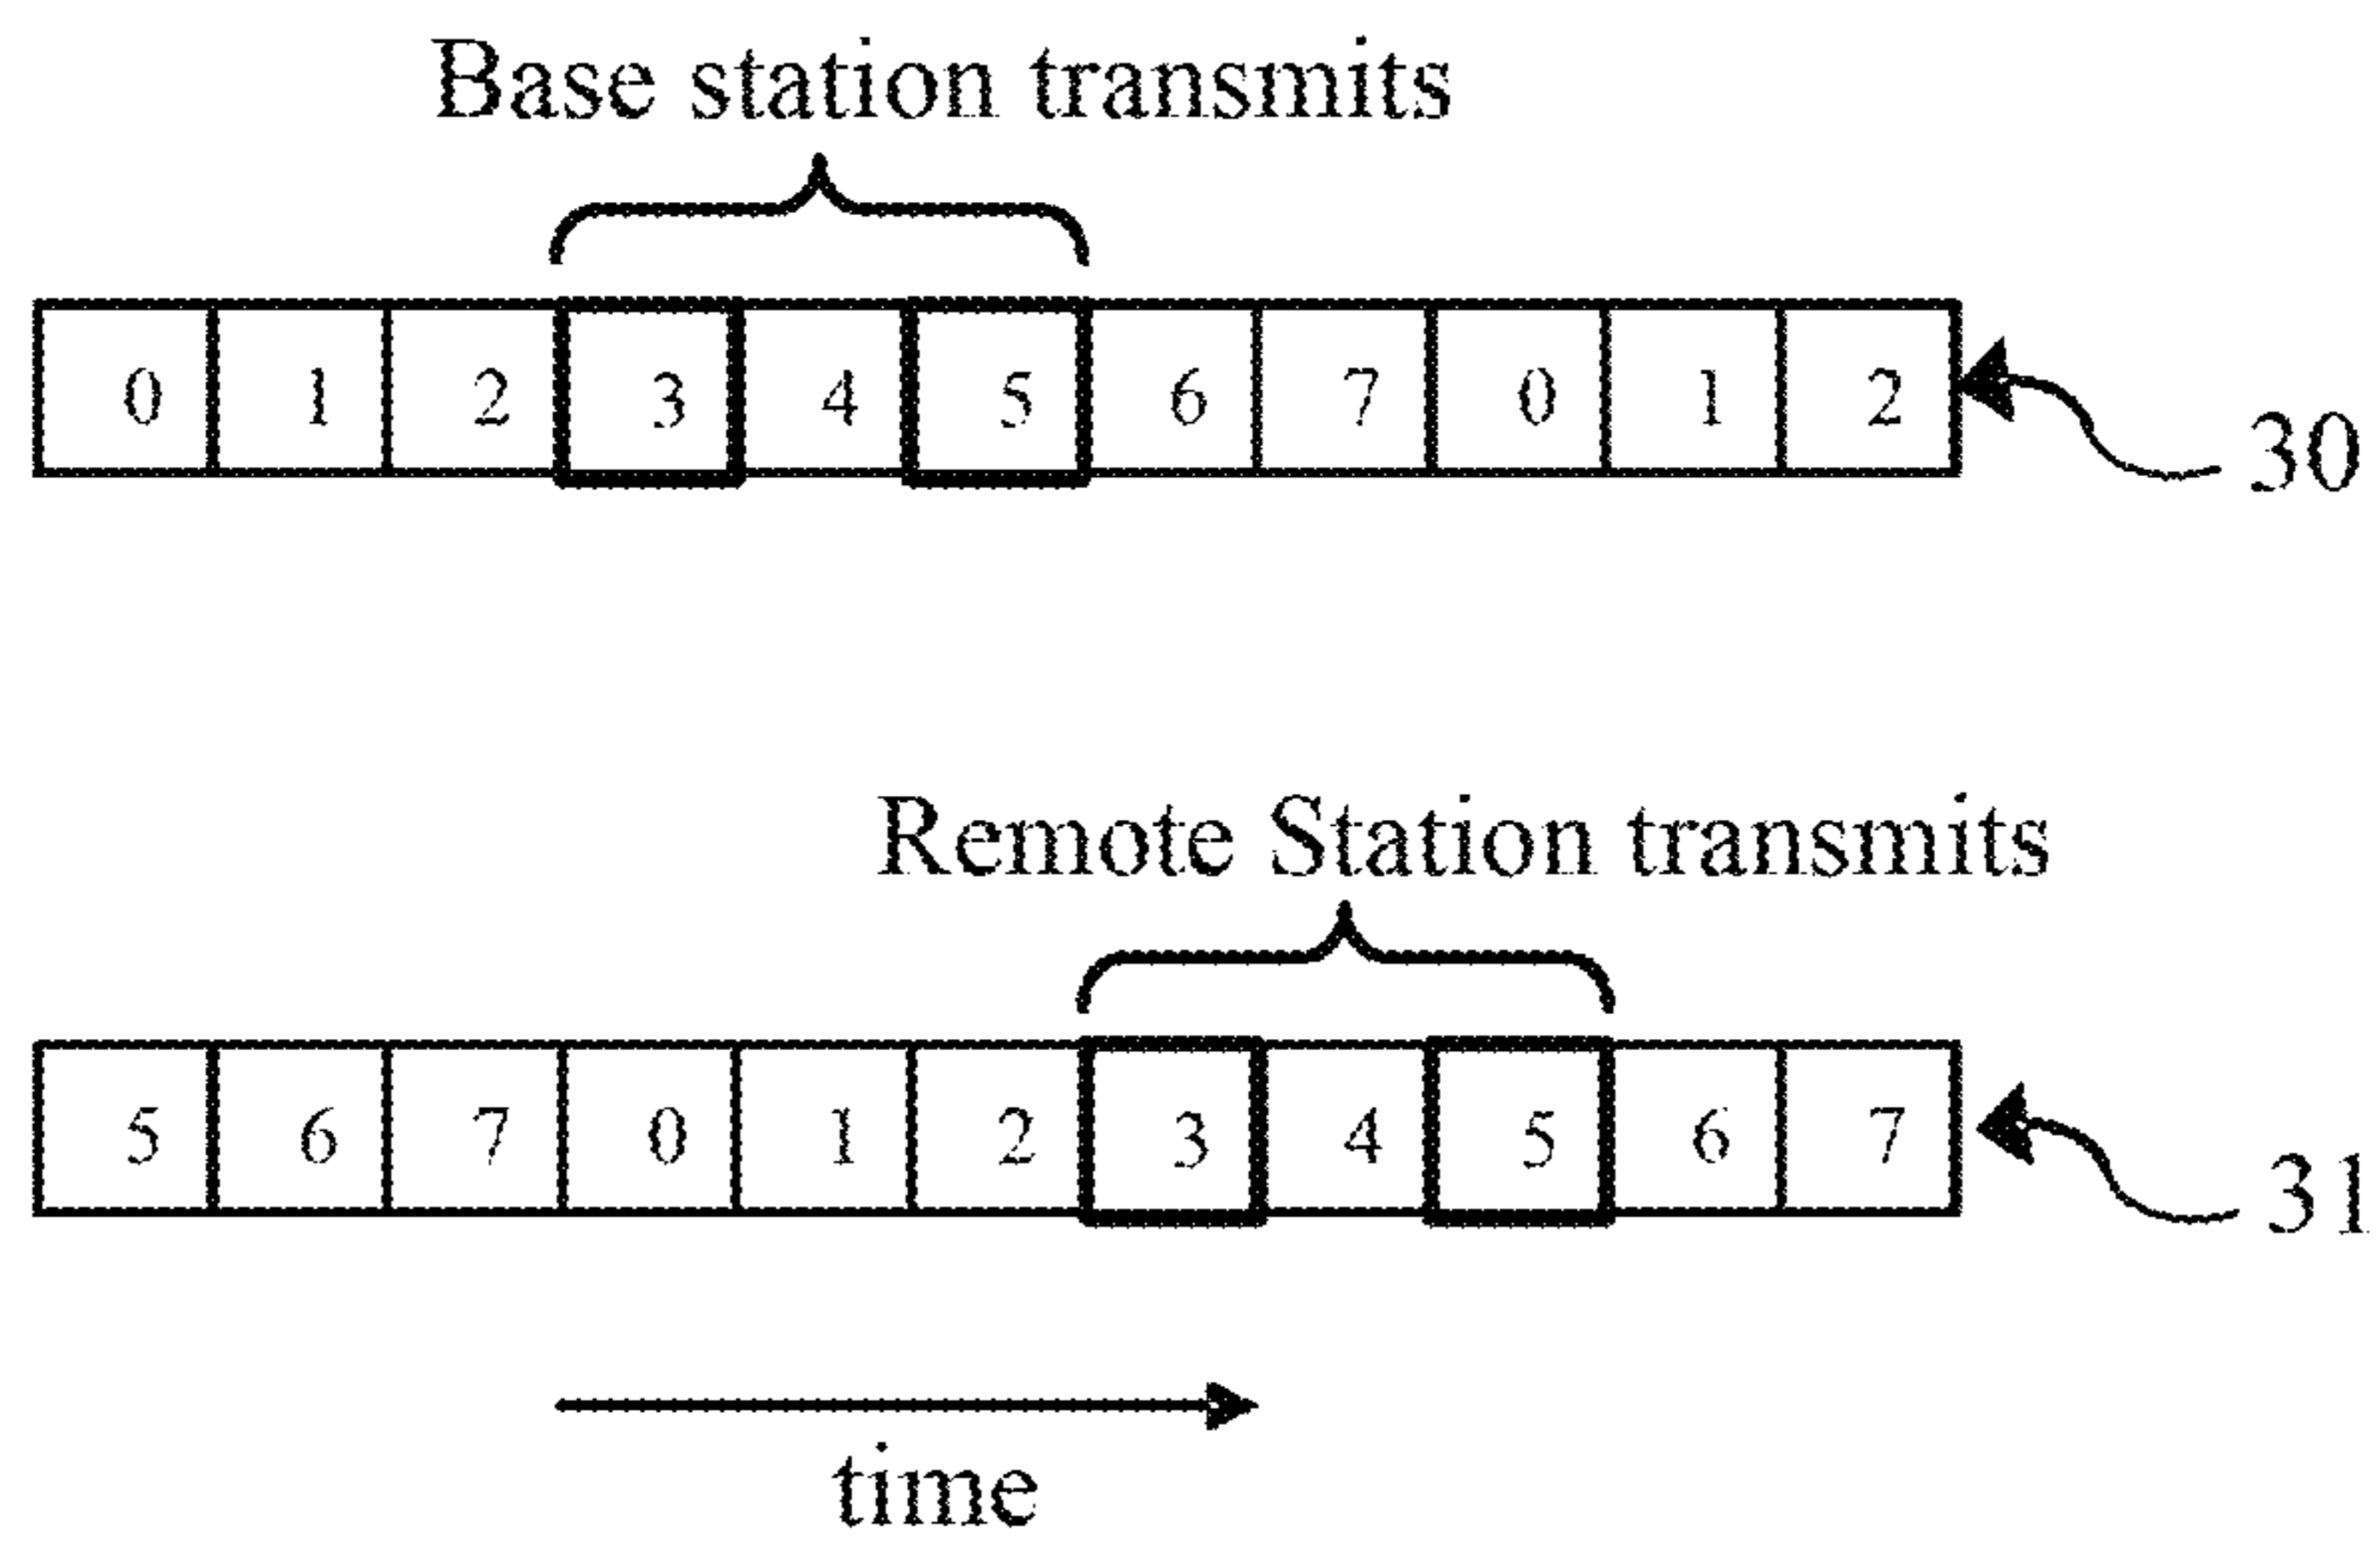 Base station transmits
0 1 2 3 4 5 6 7 0 1 2
30
Remote Station transmits
5 6 7 0 1 2 3 4 5 6 7
31
time